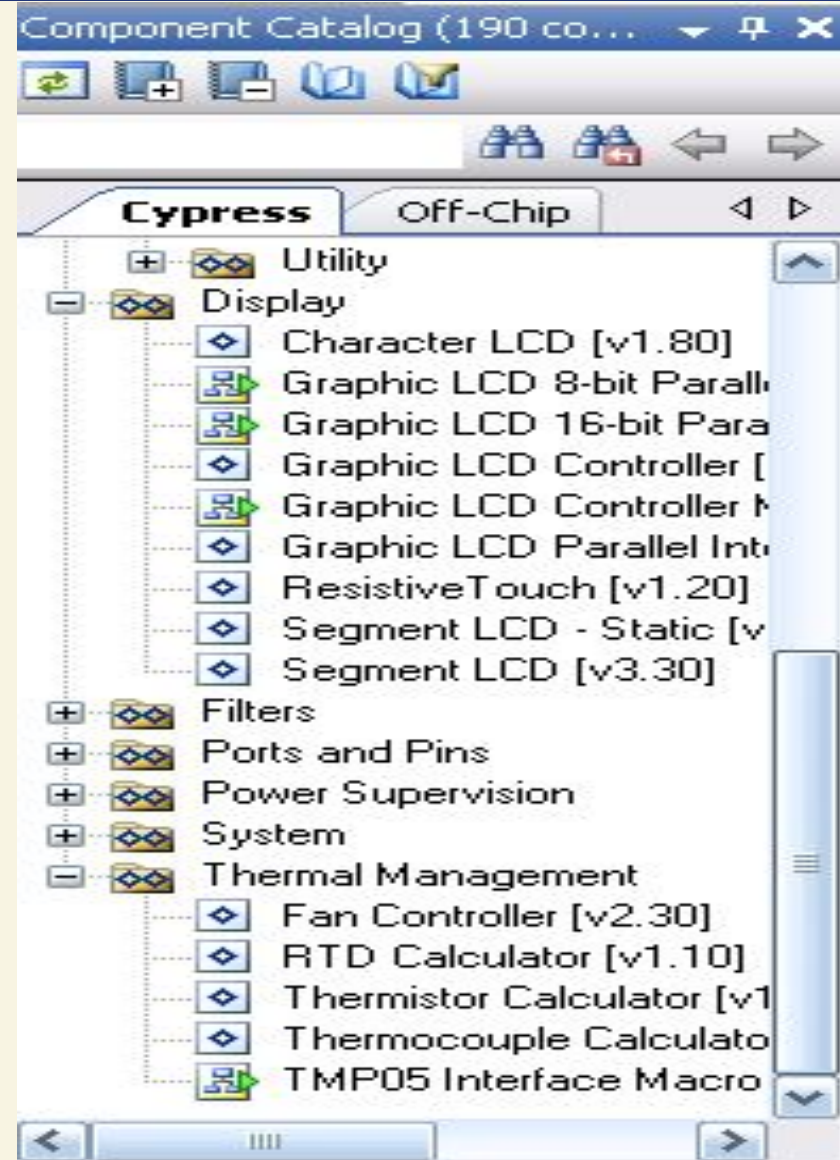 Component Catalog (190 co...
Cypress Off-Chip
Utility
Display
Character LCD [v1.80]
Graphic LCD 8-bit Parall
Graphic LCD 16-bit Para
Graphic LCD Controller [
Graphic LCD Controller
Graphic LCD Parallel Int
ResistiveTouch [v1.20]
Segment LCD - Static [v
Segment LCD [v3.30]
Filters
Ports and Pins
Power Supervision
System
Thermal Management
Fan Controller [v2.30]
RTD Calculator [v1.10]
Thermistor Calculator [v1
Thermocouple Calculato
TMP05 Interface Macro